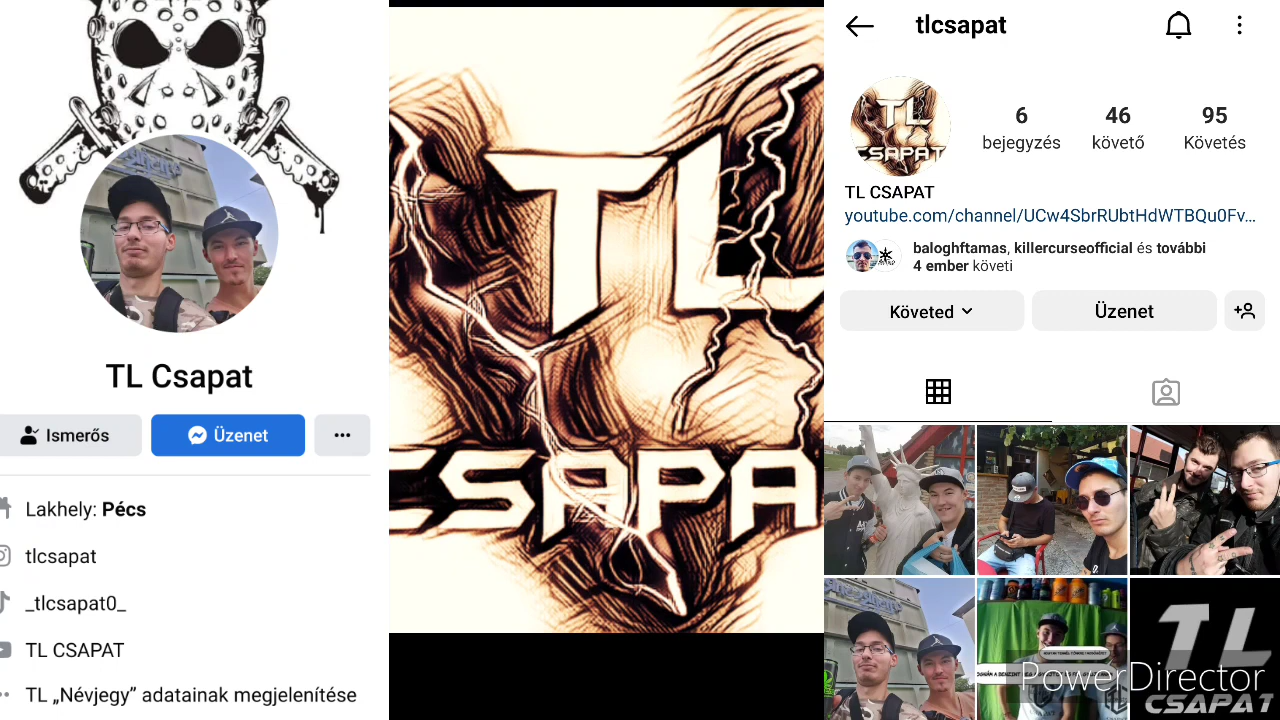 TL Csapat
Ismerős
Üzenet
Lakhely: Pécs
tlcsapat
_tlcsapat0_
TL CSAPAT
TL „Névjegy” adatainak megjelenítése
TL
CSAPA
tlcsapat
TL
CSAPAT
6
46
95
bejegyzés
követő
Követés
TL CSAPAT
youtube.com/channel/UCw4SbrRUbtHdWTBQu0Fv...
baloghftamas, killercurseofficial és további
4 ember követi
Követed
Üzenet
TL
CSAPAT
PowerDirector